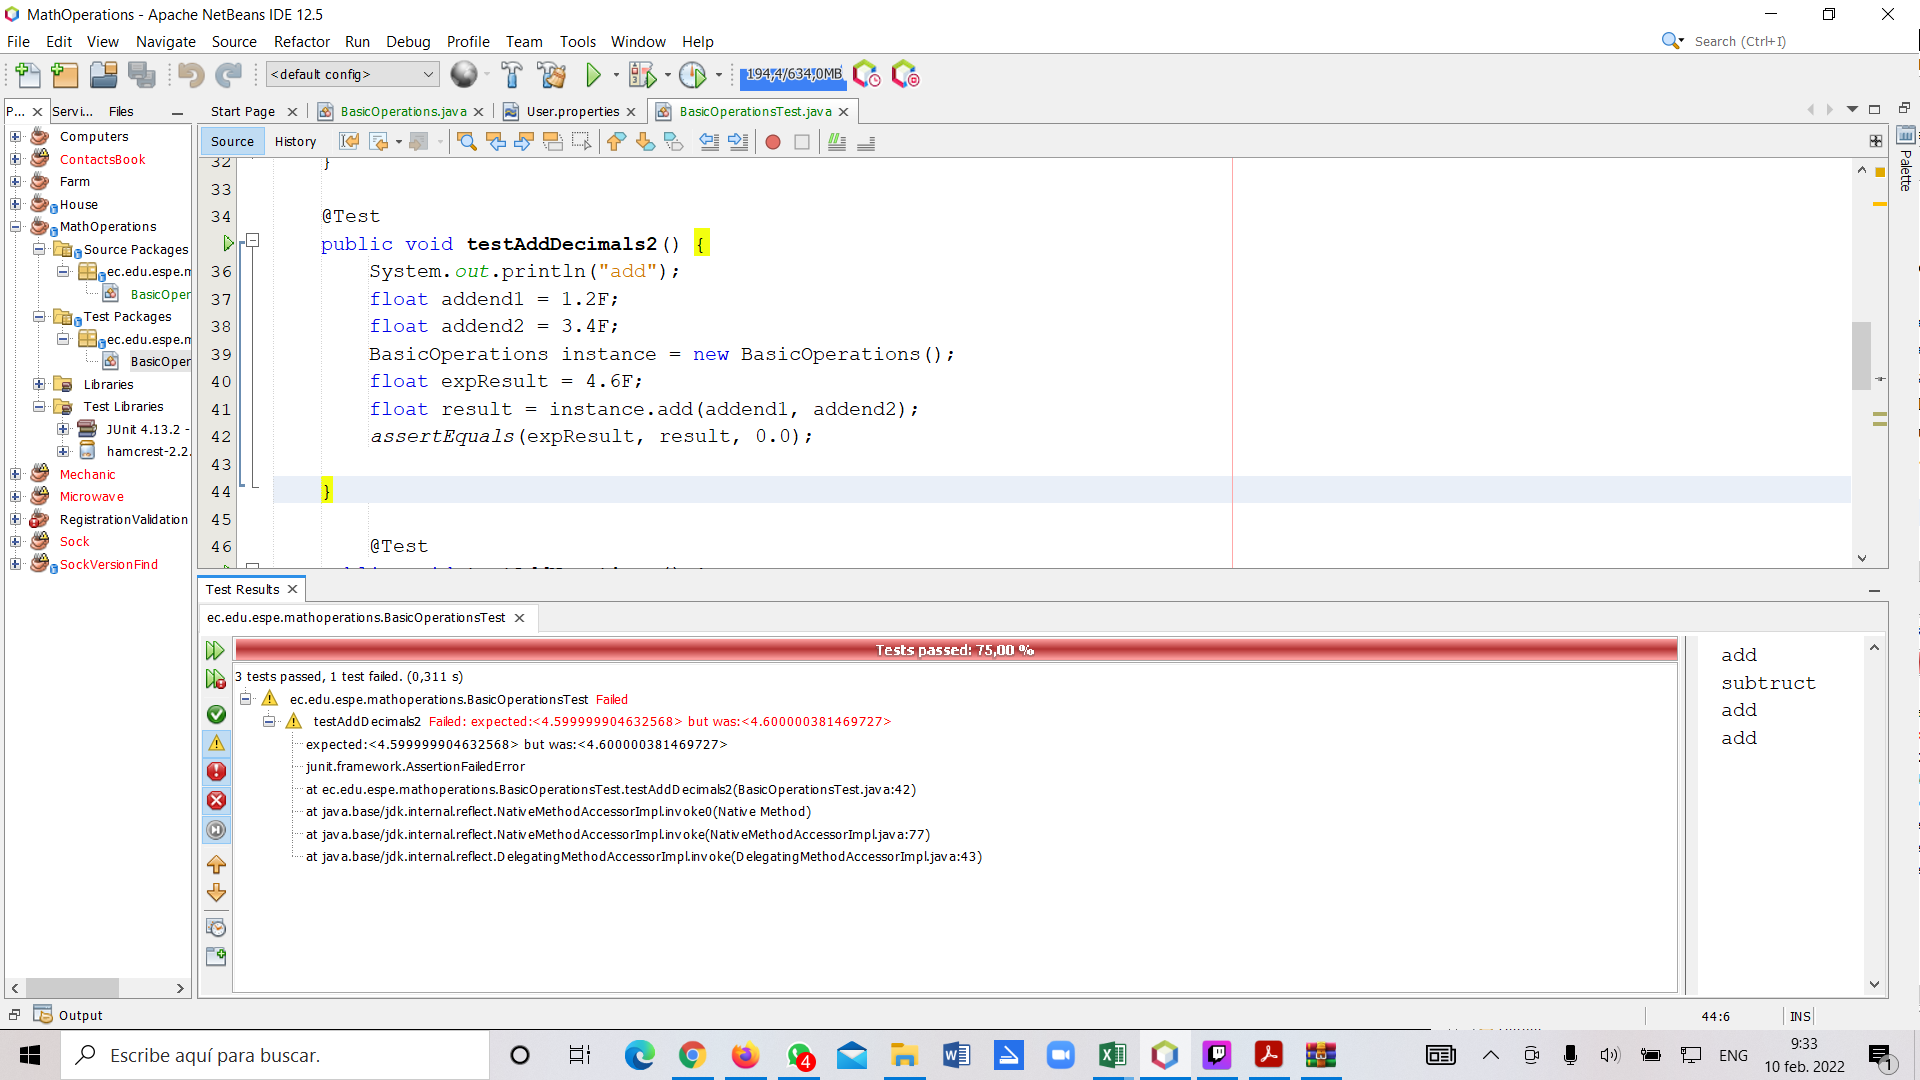 MathOperations - Apache NetBeans IDE 12.5
File Edit View Navigate Source Refactor Run Debug Profile Team Tools Window Help
Search (Ctrl+I)
<default config>
194,4/634,0MB
P... Servi... Files
Start Page BasicOperations.java User.properties BasicOperationsTest.java
Source History
Palette
Computers
ContactsBook
Farm
House
MathOperations
Source Packages
ec.edu.espe.m
BasicOper
Test Packages
ec.edu.espe.m
BasicOper
Libraries
Test Libraries
JUnit 4.13.2 -
hamcrest-2.2.
Mechanic
Microwave
RegistrationValidation
Sock
SockVersionFind
32 }
33
34 @Test
public void testAddDecimals2() {
36 System.out.println("add");
37 float addend1 = 1.2F;
38 float addend2 = 3.4F;
39 BasicOperations instance = new BasicOperations();
40 float expResult = 4.6F;
41 float result = instance.add(addend1, addend2);
42 assertEquals(expResult, result, 0.0);
43
44 }
45
46 @Test
Test Results
ec.edu.espe.mathoperations.BasicOperationsTest
Tests passed: 75,00 %
3 tests passed, 1 test failed. (0,311 s)
ec.edu.espe.mathoperations.BasicOperationsTest Failed
testAddDecimals2 Failed: expected:<4.599999904632568> but was:<4.600000381469727>
expected:<4.599999904632568> but was:<4.600000381469727>
junit.framework.AssertionFailedError
at ec.edu.espe.mathoperations.BasicOperationsTest.testAddDecimals2(BasicOperationsTest.java:42)
at java.base/jdk.internal.reflect.NativeMethodAccessorImpl.invoke0(Native Method)
at java.base/jdk.internal.reflect.NativeMethodAccessorImpl.invoke(NativeMethodAccessorImpl.java:77)
at java.base/jdk.internal.reflect.DelegatingMethodAccessorImpl.invoke(DelegatingMethodAccessorImpl.java:43)
add
subtruct
add
add
Output
44:6 INS
Escribe aquí para buscar.
4
ENG
9:33
10 feb. 2022
1